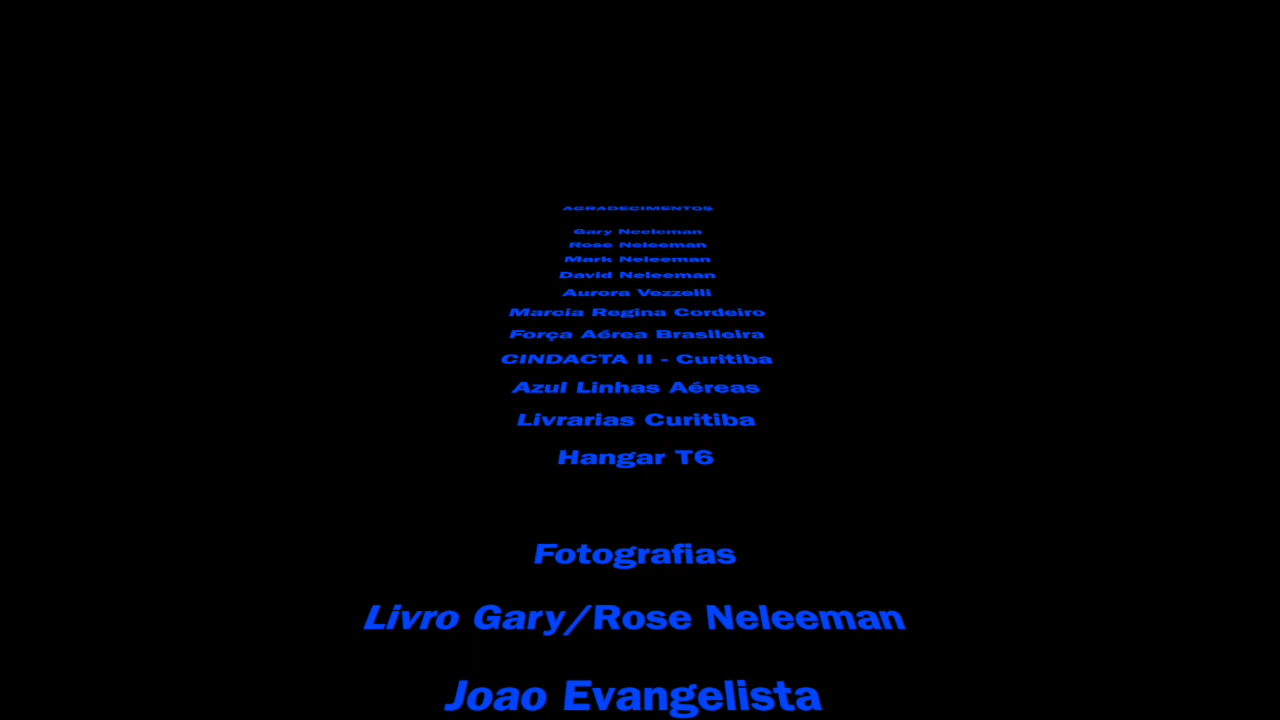 AGRADECIMENTOS
Gary Neeleman
Rose Neleeman
Mark Neleeman
David Neleeman
Aurora Vezzelli
Marcia Regina Cordeiro
Força Aérea Brasileira
CINDACTA II - Curitiba
Azul Linhas Aéreas
Livrarias Curitiba
Hangar T6
Fotografias
Livro Gary/Rose Neleeman
Joao Evangelista